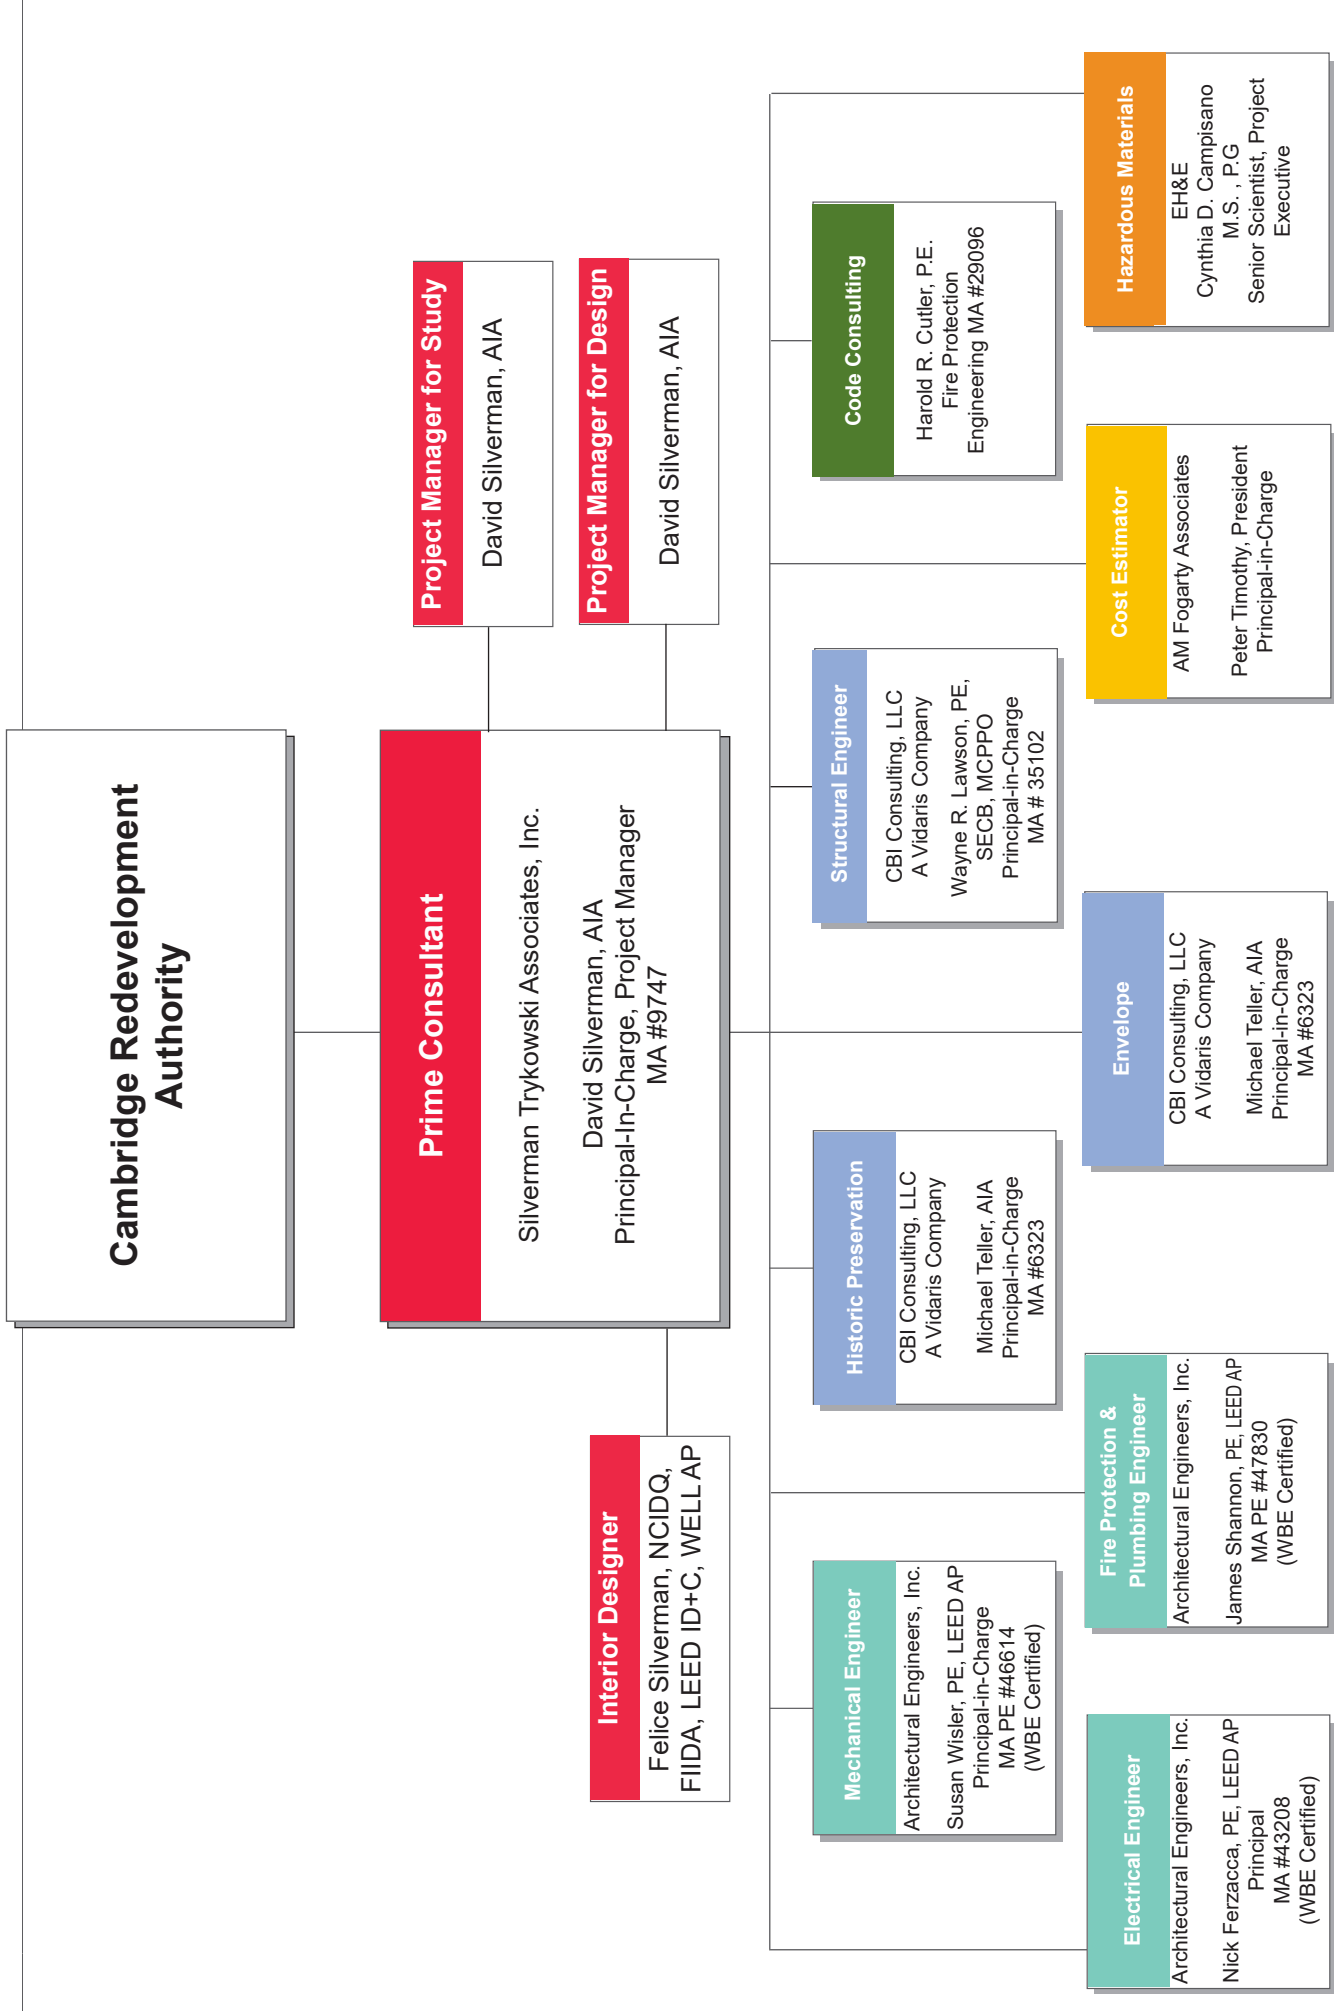 Cambridge Redevelopment
Authority
Prime Consultant
Silverman Trykowski Associates, Inc.
David Silverman, AIA
Principal-In-Charge, Project Manager
MA #9747
Project Manager for Study
David Silverman, AIA
Project Manager for Design
David Silverman, AIA
Interior Designer
Felice Silverman, NCIDQ,
FIIDA, LEED ID+C, WELL AP
Mechanical Engineer
Architectural Engineers, Inc.
Susan Wisler, PE, LEED AP
Principal-in-Charge
MA PE #46614
(WBE Certified)
Historic Preservation
CBI Consulting, LLC
A Vidaris Company
Michael Teller, AIA
Principal-in-Charge
MA #6323
Structural Engineer
CBI Consulting, LLC
A Vidaris Company
Wayne R. Lawson, PE,
SECB, MCPPO
Principal-in-Charge
MA # 35102
Code Consulting
Harold R. Cutler, P.E.
Fire Protection
Engineering MA #29096
Electrical Engineer
Architectural Engineers, Inc.
Nick Ferzacca, PE, LEED AP
Principal
MA #43208
(WBE Certified)
Fire Protection &
Plumbing Engineer
Architectural Engineers, Inc.
James Shannon, PE, LEED AP
MA PE #47830
(WBE Certified)
Envelope
CBI Consulting, LLC
A Vidaris Company
Michael Teller, AIA
Principal-in-Charge
MA #6323
Cost Estimator
AM Fogarty Associates
Peter Timothy, President
Principal-in-Charge
Hazardous Materials
EH&E
Cynthia D. Campisano
M.S. , P.G
Senior Scientist, Project
Executive